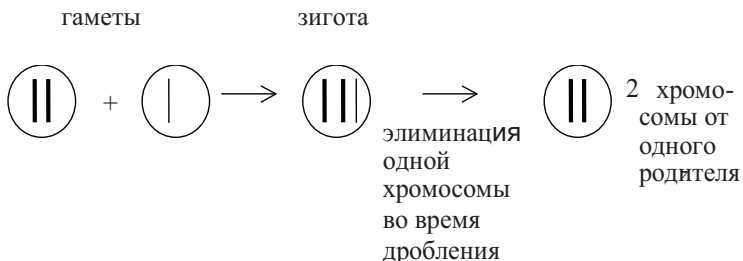 гаметы зигота
+
2 хромо-
сомы от
одного
родителя
элиминация
одной
хромосомы
во время
дробления